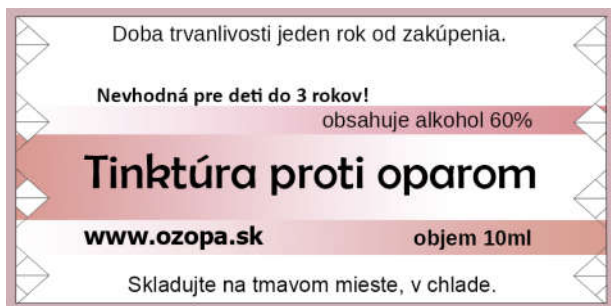 Doba trvanlivosti jeden rok od zakúpenia.
Nevhodná pre deti do 3 rokov!
obsahuje alkohol 60%
Tinktúra proti oparom
www.ozopa.sk objem 10ml
Skladujte na tmavom mieste, v chlade.